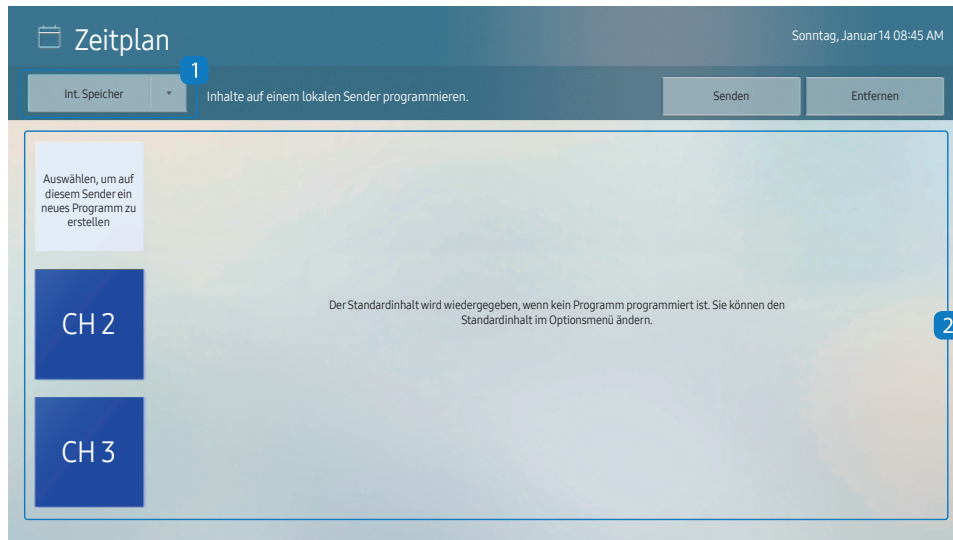 Zeitplan
Sonntag, Januar 14 08:45 AM
1
Int. Speicher
Inhalte auf einem lokalen Sender programmieren.
Senden
Entfernen
Auswählen, um auf
diesem Sender ein
neues Programm zu
erstellen
CH 2
Der Standardinhalt wird wiedergegeben, wenn kein Programm programmiert ist. Sie können den
Standardinhalt im Optionsmenü ändern.
2
CH 3